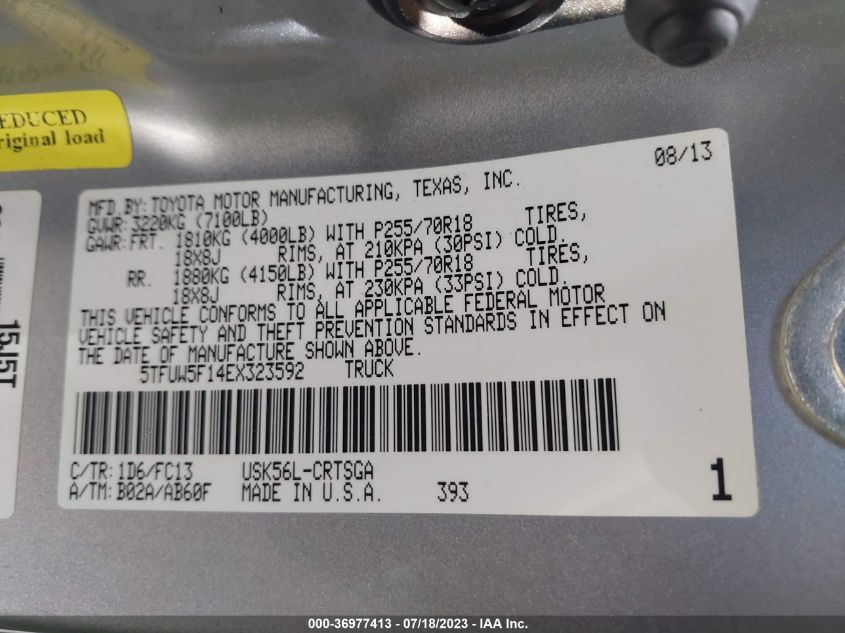 EDUCED
riginal load
15J5T
08/13
MFD.BY:TOYOTA MOTOR MANUFACTURING, TEXAS, INC.
GVWR:3220KG (7100LB)
GAWR:FRT. 1810KG (4000LB) WITH P255/70R18 TIRES,
18X8J RIMS, AT 210KPA (30PSI) COLD,
RR. 1880KG (4150LB) WITH P255/70R18 TIRES,
18X8J RIMS, AT 230KPA (33PSI) COLD.
THIS VEHICLE CONFORMS TO ALL APPLICABLE FEDERAL MOTOR
VEHICLE SAFETY AND THEFT PREVENTION STANDARDS IN EFFECT ON
THE DATE OF MANUFACTURE SHOWN ABOVE.
5TFUW5F14EX323592 TRUCK
C/TR:1D6/FC13 USK56L-CRTSGA
A/TM:B02A/AB60F MADE IN U.S.A. 393 1
000-36977413 - 07/18/2023 - IAA Inc.